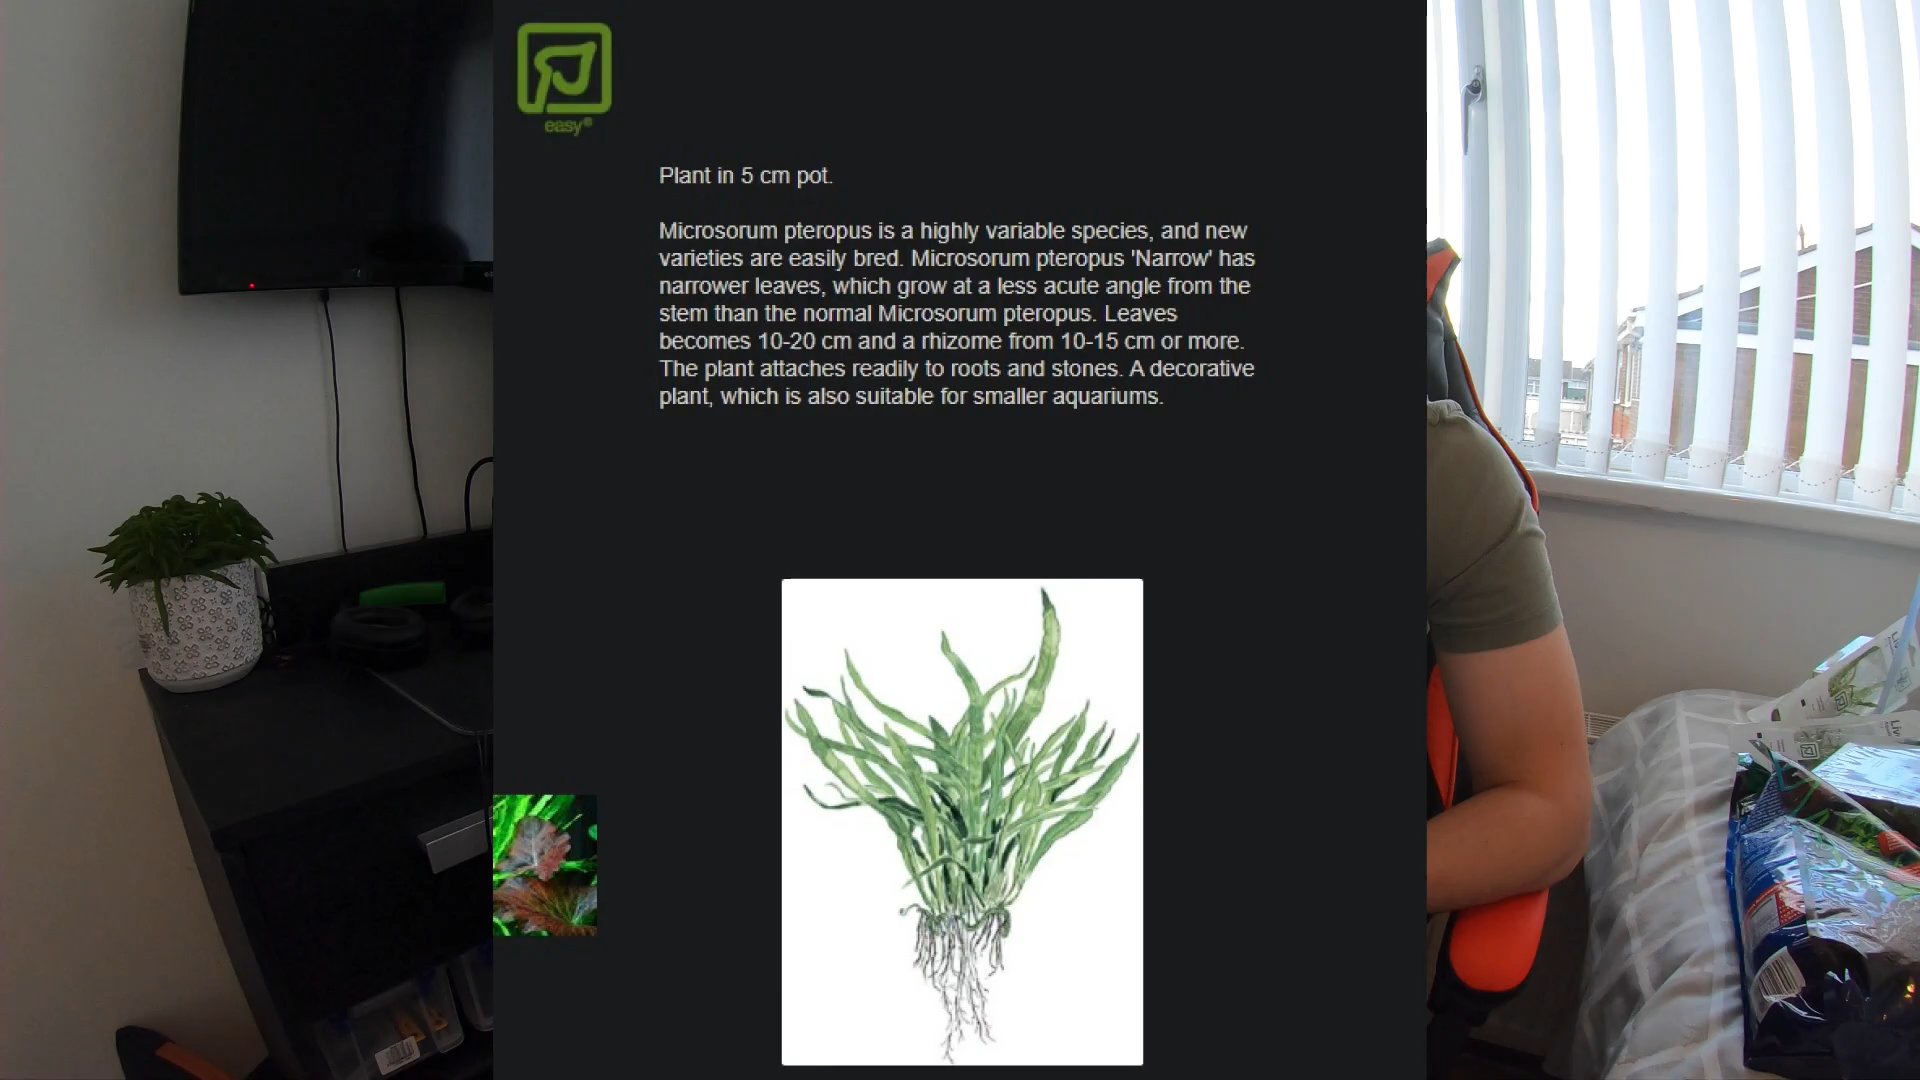 easy®
Plant in 5 cm pot.
Microsorum pteropus is a highly variable species, and new
varieties are easily bred. Microsorum pteropus 'Narrow' has
narrower leaves, which grow at a less acute angle from the
stem than the normal Microsorum pteropus. Leaves
becomes 10-20 cm and a rhizome from 10-15 cm or more.
The plant attaches readily to roots and stones. A decorative
plant, which is also suitable for smaller aquariums.